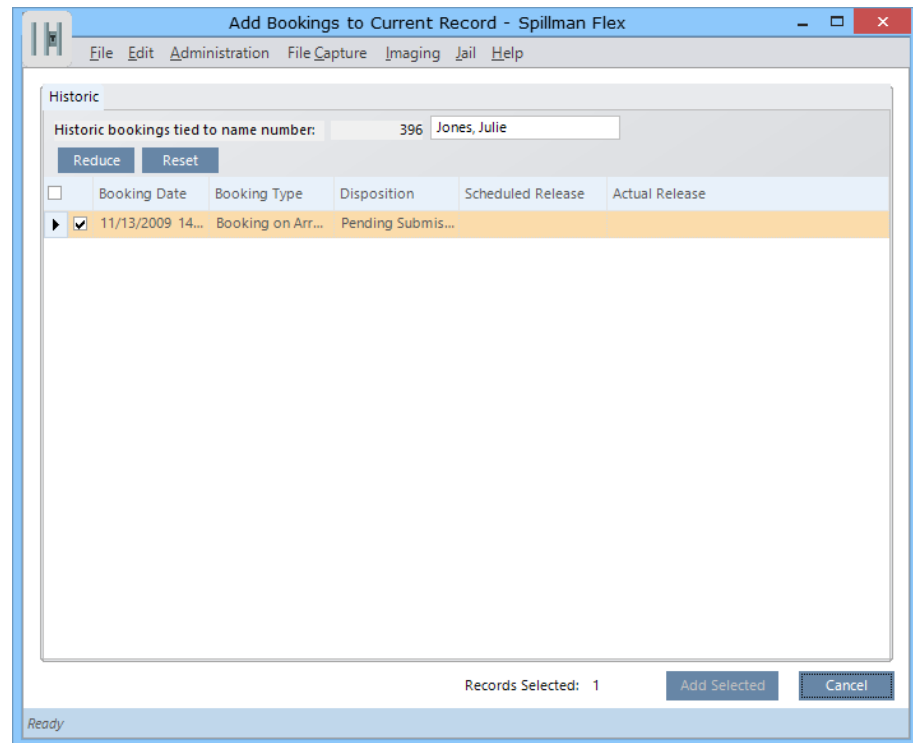 Add Bookings to Current Record - Spillman Flex
File Edit Administration File Capture Imaging Jail Help
Historic
Historic bookings tied to name number: 396 Jones, Julie
Reduce Reset
Booking Date Booking Type Disposition Scheduled Release Actual Release
11/13/2009 14... Booking on Arr... Pending Submis...
Records Selected: 1 Add Selected Cancel
Ready